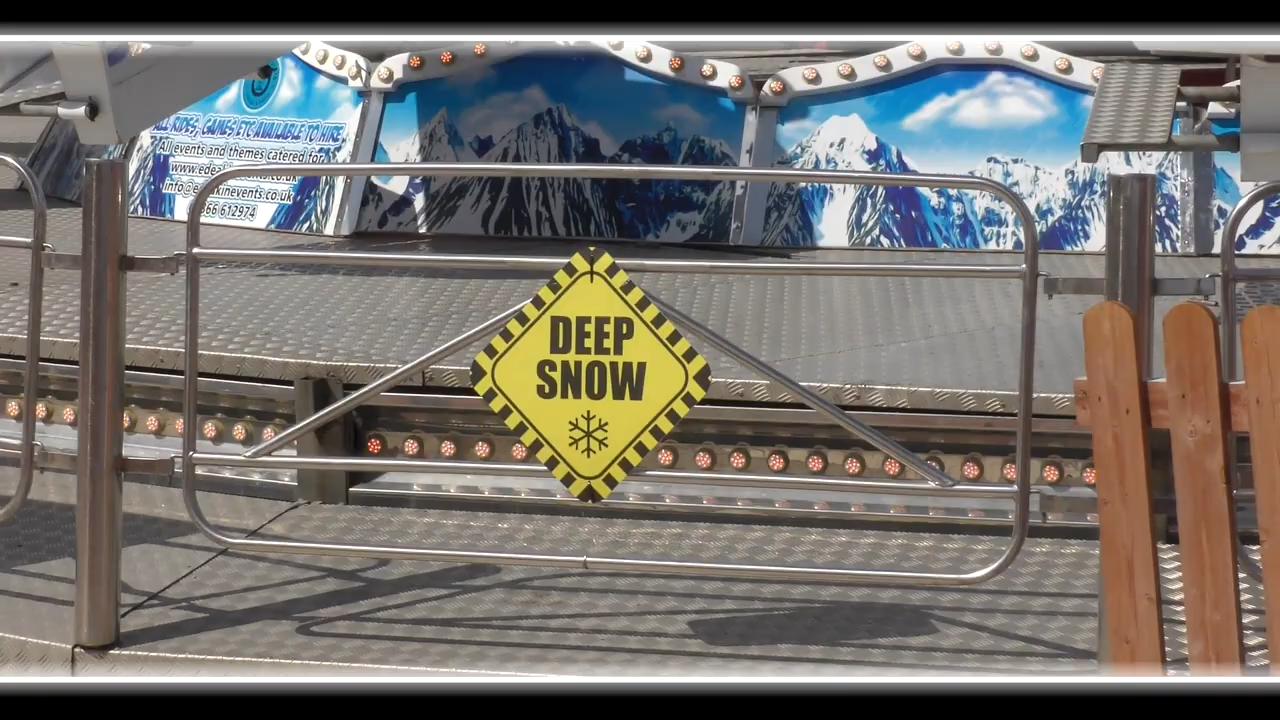 ALL RIDES, GAMES ETC AVAILABLE TO HIRE
All events and themes catered for
66 612974
DEEP
SNOW